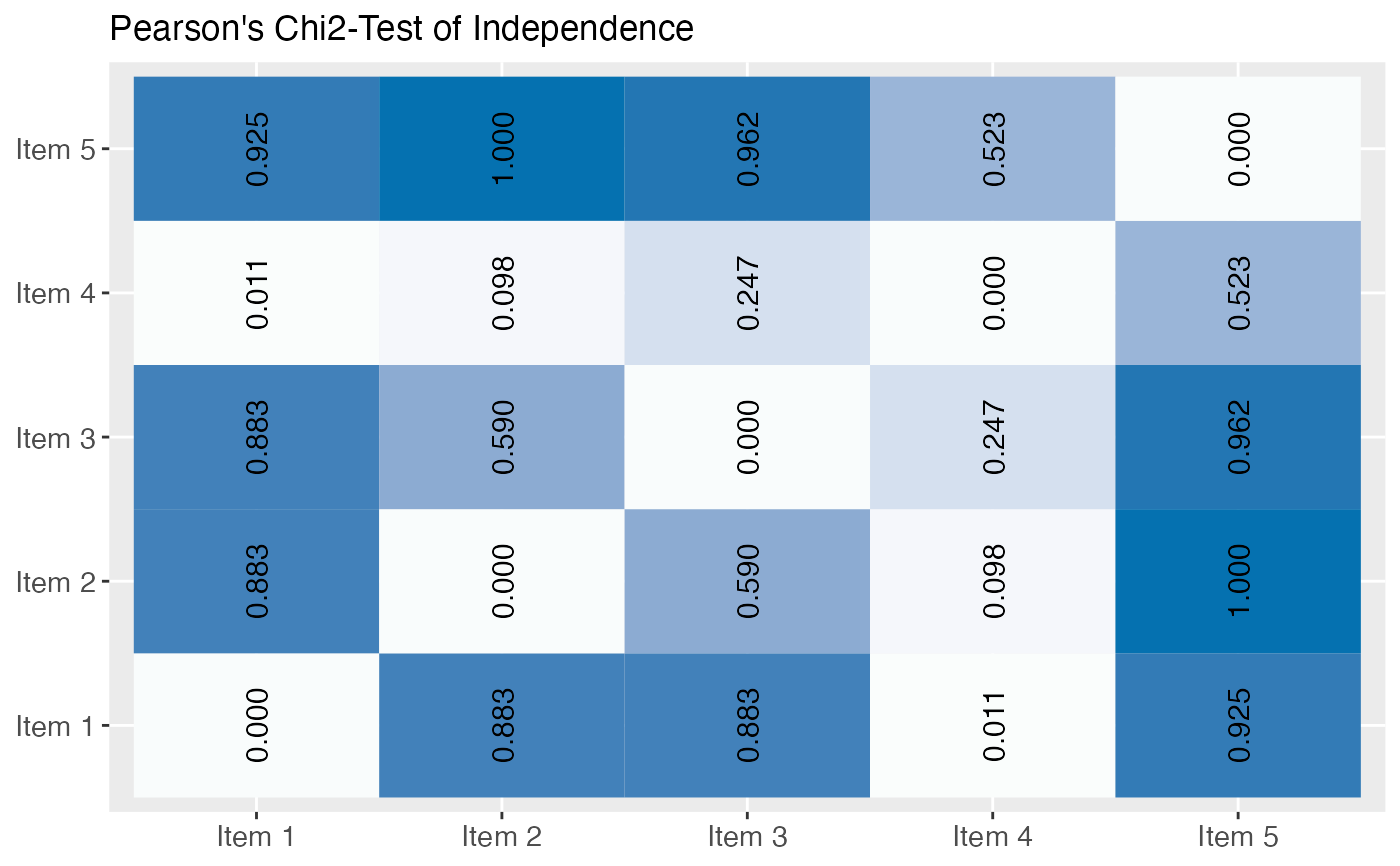 Pearson's Chi2-Test of Independence
Item 5 0.925 1.000 0.962 0.523 0.000
Item 4 0.011 0.098 0.247 0.000 0.523
Item 3 0.883 0.590 0.000 0.247 0.962
Item 2 0.883 0.000 0.590 0.098 1.000
Item 1 0.000 0.883 0.883 0.011 0.925
Item 1 Item 2 Item 3 Item 4 Item 5